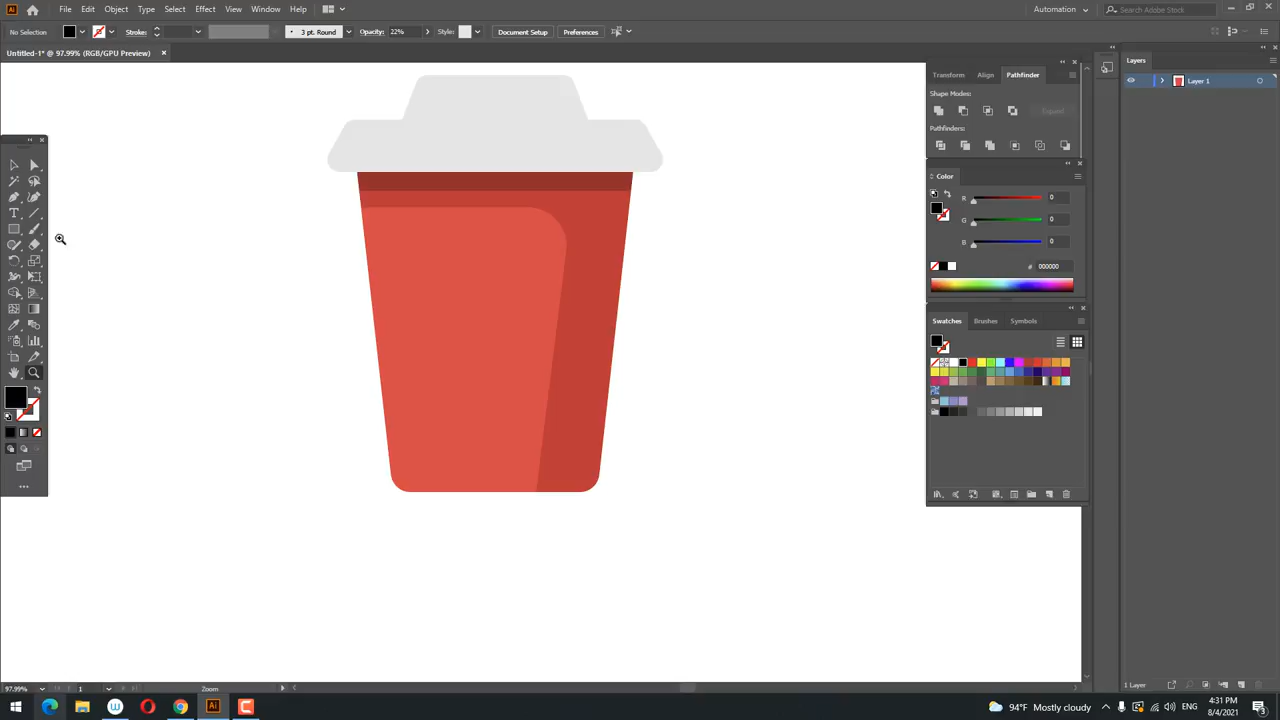 Ai File Edit Object Type Select Effect View Window Help Automation Search Adobe Stock
No Selection Stroke: 3 pt. Round Opacity: 22% Style: Document Setup Preferences
Untitled-1* @ 97.99% (RGB/GPU Preview)
Transform Align Pathfinder
Shape Modes:
Expand
Pathfinders:
Color
R 0
G 0
B 0
# 000000
Swatches Brushes Symbols
Layers
Layer 1
1 Layer
97.99% 1 Zoom
94°F Mostly cloudy ENG 4:31 PM
8/4/2021